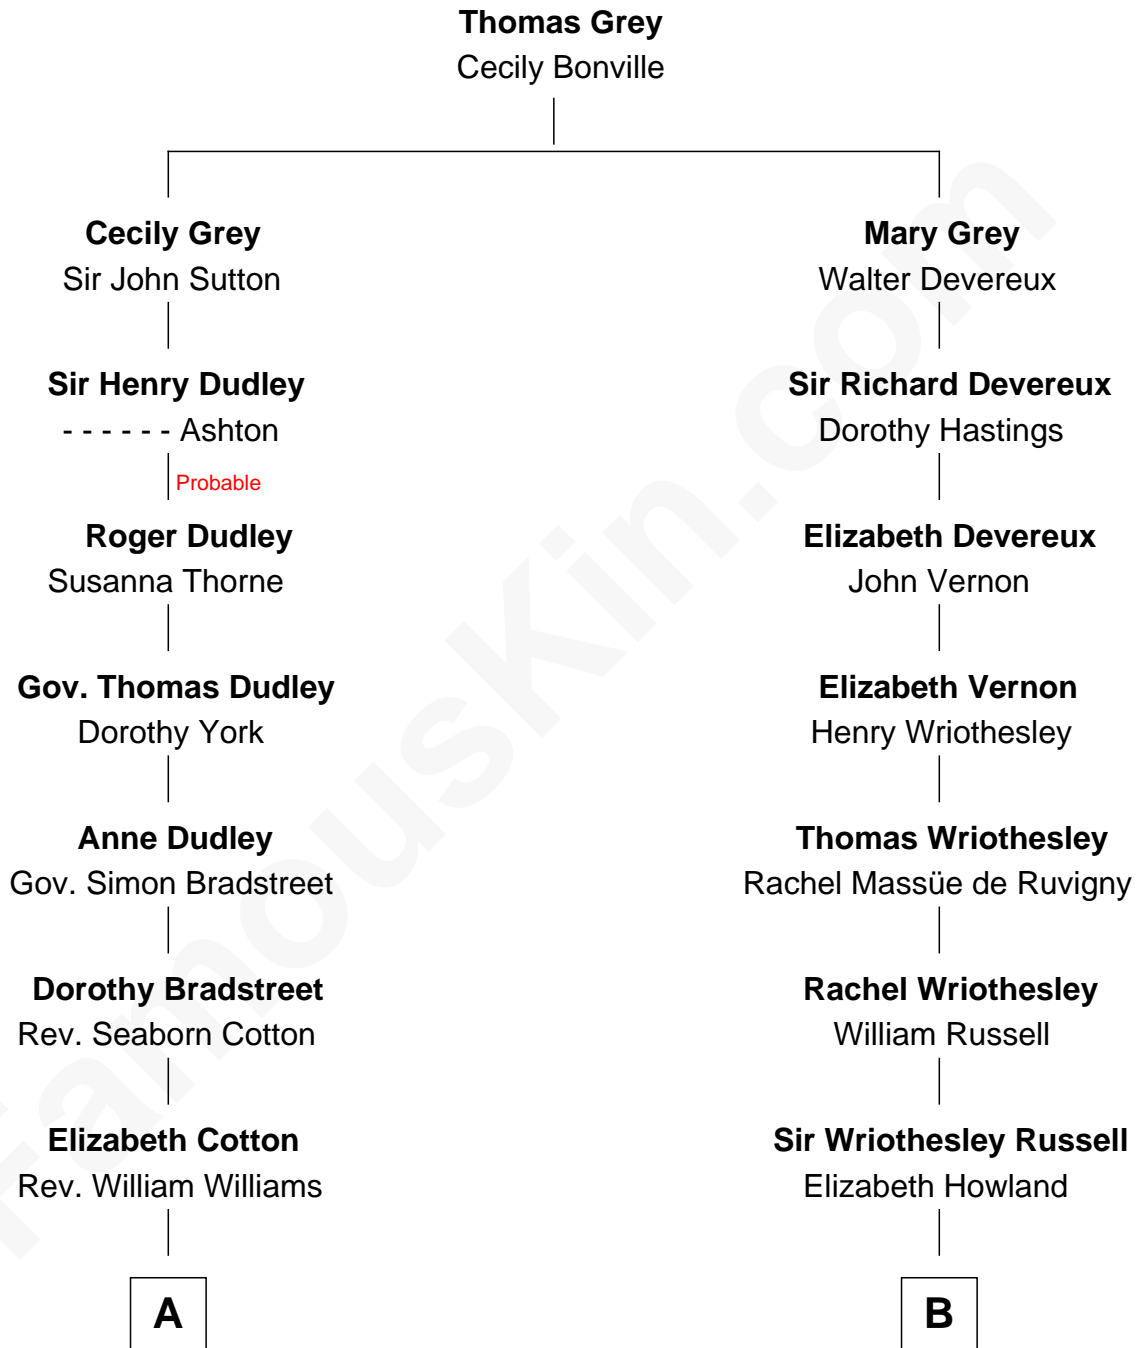 Thomas Grey
Cecily Bonville
Cecily Grey
Sir John Sutton
Mary Grey
Walter Devereux
Sir Henry Dudley
- - - - - - Ashton
Sir Richard Devereux
Dorothy Hastings
Probable
Roger Dudley
Susanna Thorne
Elizabeth Devereux
John Vernon
Gov. Thomas Dudley
Dorothy York
Elizabeth Vernon
Henry Wriothesley
Anne Dudley
Gov. Simon Bradstreet
Thomas Wriothesley
Rachel Massüe de Ruvigny
Dorothy Bradstreet
Rev. Seaborn Cotton
Rachel Wriothesley
William Russell
Elizabeth Cotton
Rev. William Williams
Sir Wriothesley Russell
Elizabeth Howland
A
B
FamousKin.com